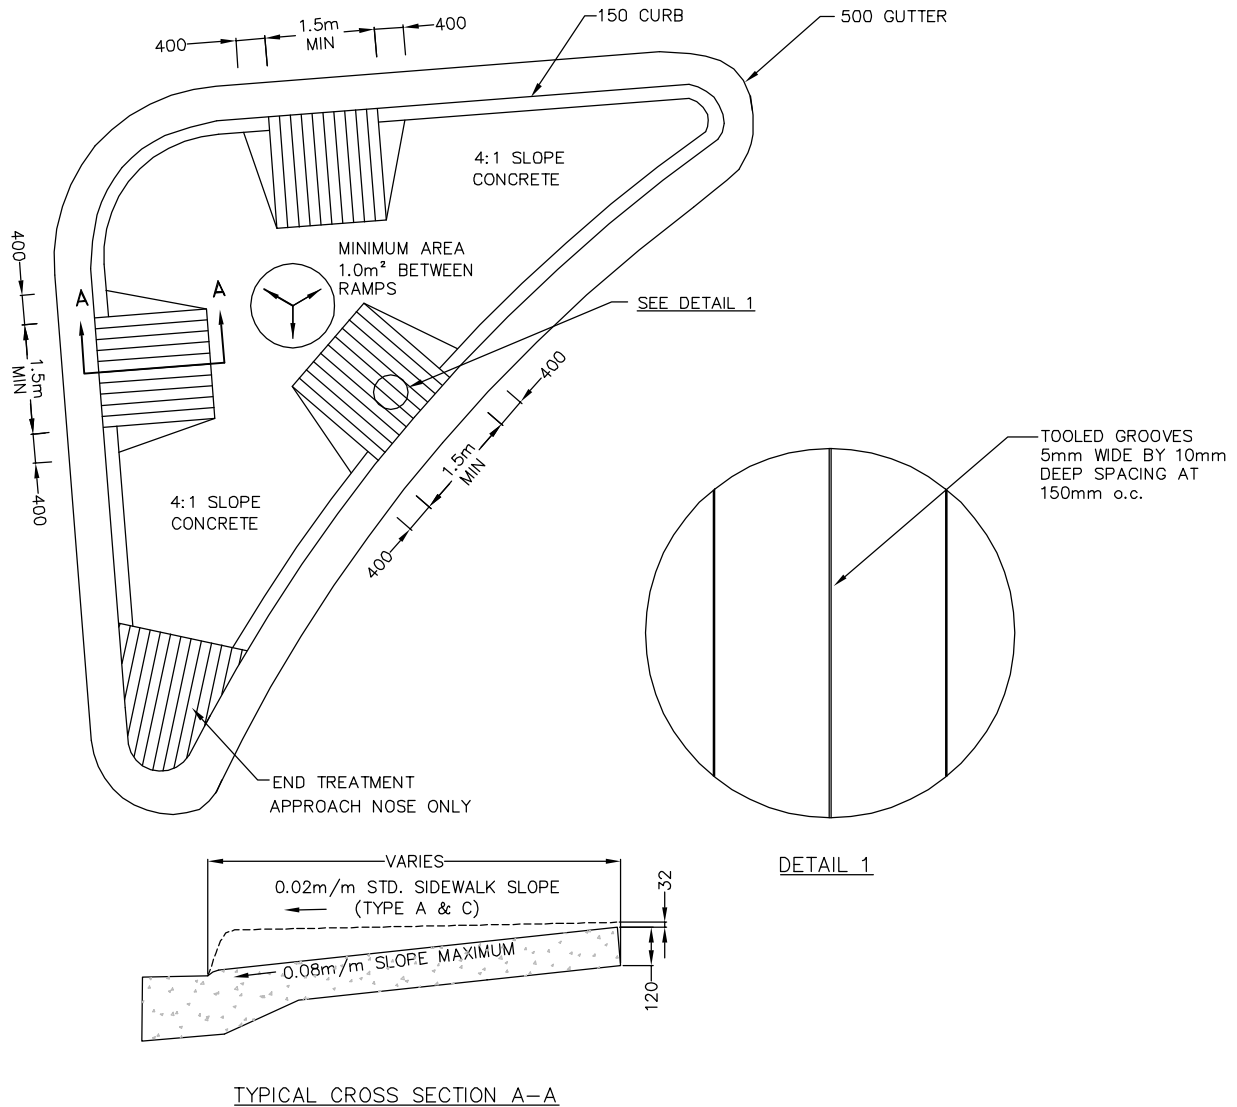 400
1.5m
MIN
400
150 CURB
500 GUTTER
4:1 SLOPE
CONCRETE
MINIMUM AREA
1.0m² BETWEEN
RAMPS
SEE DETAIL 1
A
A
400
1.5m
MIN
400
400
1.5m
MIN
400
4:1 SLOPE
CONCRETE
TOOLED GROOVES
5mm WIDE BY 10mm
DEEP SPACING AT
150mm o.c.
END TREATMENT
APPROACH NOSE ONLY
DETAIL 1
VARIES
0.02m/m STD. SIDEWALK SLOPE
(TYPE A & C)
32
0.08m/m SLOPE MAXIMUM
120
TYPICAL CROSS SECTION A-A